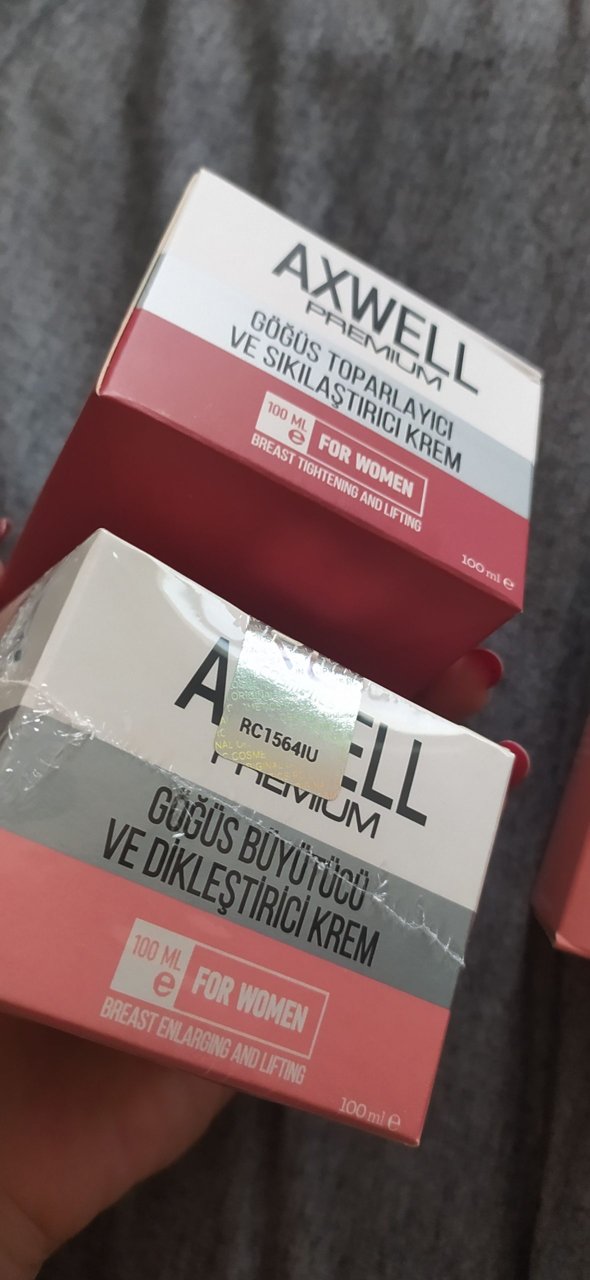 AXWELL
PREMIUM
GÖĞÜS TOPARLAYICI
VE SIKILAŞTIRICI KREM
100 ML
e
FOR WOMEN
BREAST TIGHTENING AND LIFTING
100 ml e
A ELL
RC1564IU
PREMIUM
GÖĞÜS BÜYÜTÜCÜ
VE DİKLEŞTİRİCİ KREM
100 ML
e
FOR WOMEN
BREAST ENLARGING AND LIFTING
100 ml e